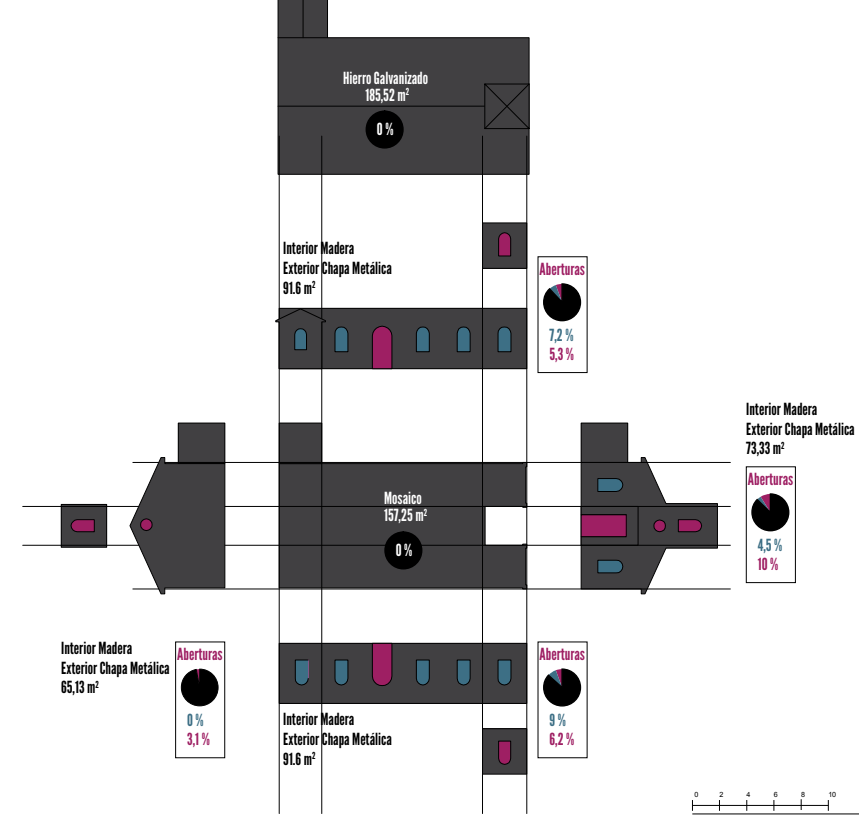 Hierro Galvanizado
185,52 m²
0 %
Interior Madera
Exterior Chapa Metálica
91.6 m²
Aberturas
7,2 %
5,3 %
Interior Madera
Exterior Chapa Metálica
73,33 m²
Aberturas
4,5 %
10 %
Mosaico
157,25 m²
0 %
Interior Madera
Exterior Chapa Metálica
65,13 m²
Aberturas
0 %
3,1 %
Interior Madera
Exterior Chapa Metálica
91.6 m²
Aberturas
9 %
6,2 %
0 2 4 6 8 10